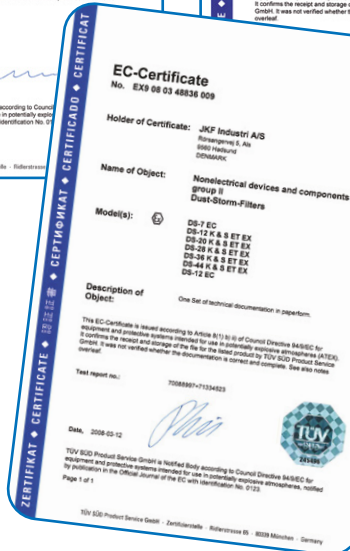 It confirms the receipt and storage o
GmbH. It was not verified whether t
overleaf.
according to Council
in potentially explos
identification No. 01
lle · Ridlerstrasse
EC-Certificate
No. EX9 08 03 48836 009
Holder of Certificate: JKF Industri A/S
Rörsangervej 5, Als
9560 Hadsund
DENMARK
Name of Object: Nonelectrical devices and components
group II
Dust-Storm-Filters
Model(s): DS-7 EC
DS-12 K & S ET EX
DS-20 K & S ET EX
DS-28 K & S ET EX
DS-36 K & S ET EX
DS-44 K & S ET EX
DS-12 EC
Description of
Object: One Set of technical documentation in paperform.
This EC-Certificate is issued according to Article 8(1) b) ii) of Council Directive 94/9/EC for
equipment and protective systems intended for use in potentially explosive atmospheres (ATEX).
It confirms the receipt and storage of the file for the listed product by TÜV SÜD Product Service
GmbH. It was not verified whether the documentation is correct and complete. See also notes
overleaf.
Test report no.: 70085997+71334523
Date, 2008-03-12
TÜV
TÜV SÜD Product Service GmbH is Notified Body according to Council Directive 94/9/EC for
equipment and protective systems intended for use in potentially explosive atmospheres, notified
by publication in the Official Journal of the EC with identification No. 0123.
Page 1 of 1
TÜV SÜD Product Service GmbH · Zertifizierstelle · Ridlerstrasse 65 · 80339 München · Germany
ZERTIFIKAT ◆ CERTIFICATE ◆ ◆ СЕРТИФИКАТ ◆ CERTIFICADO ◆ CERTIFICAT